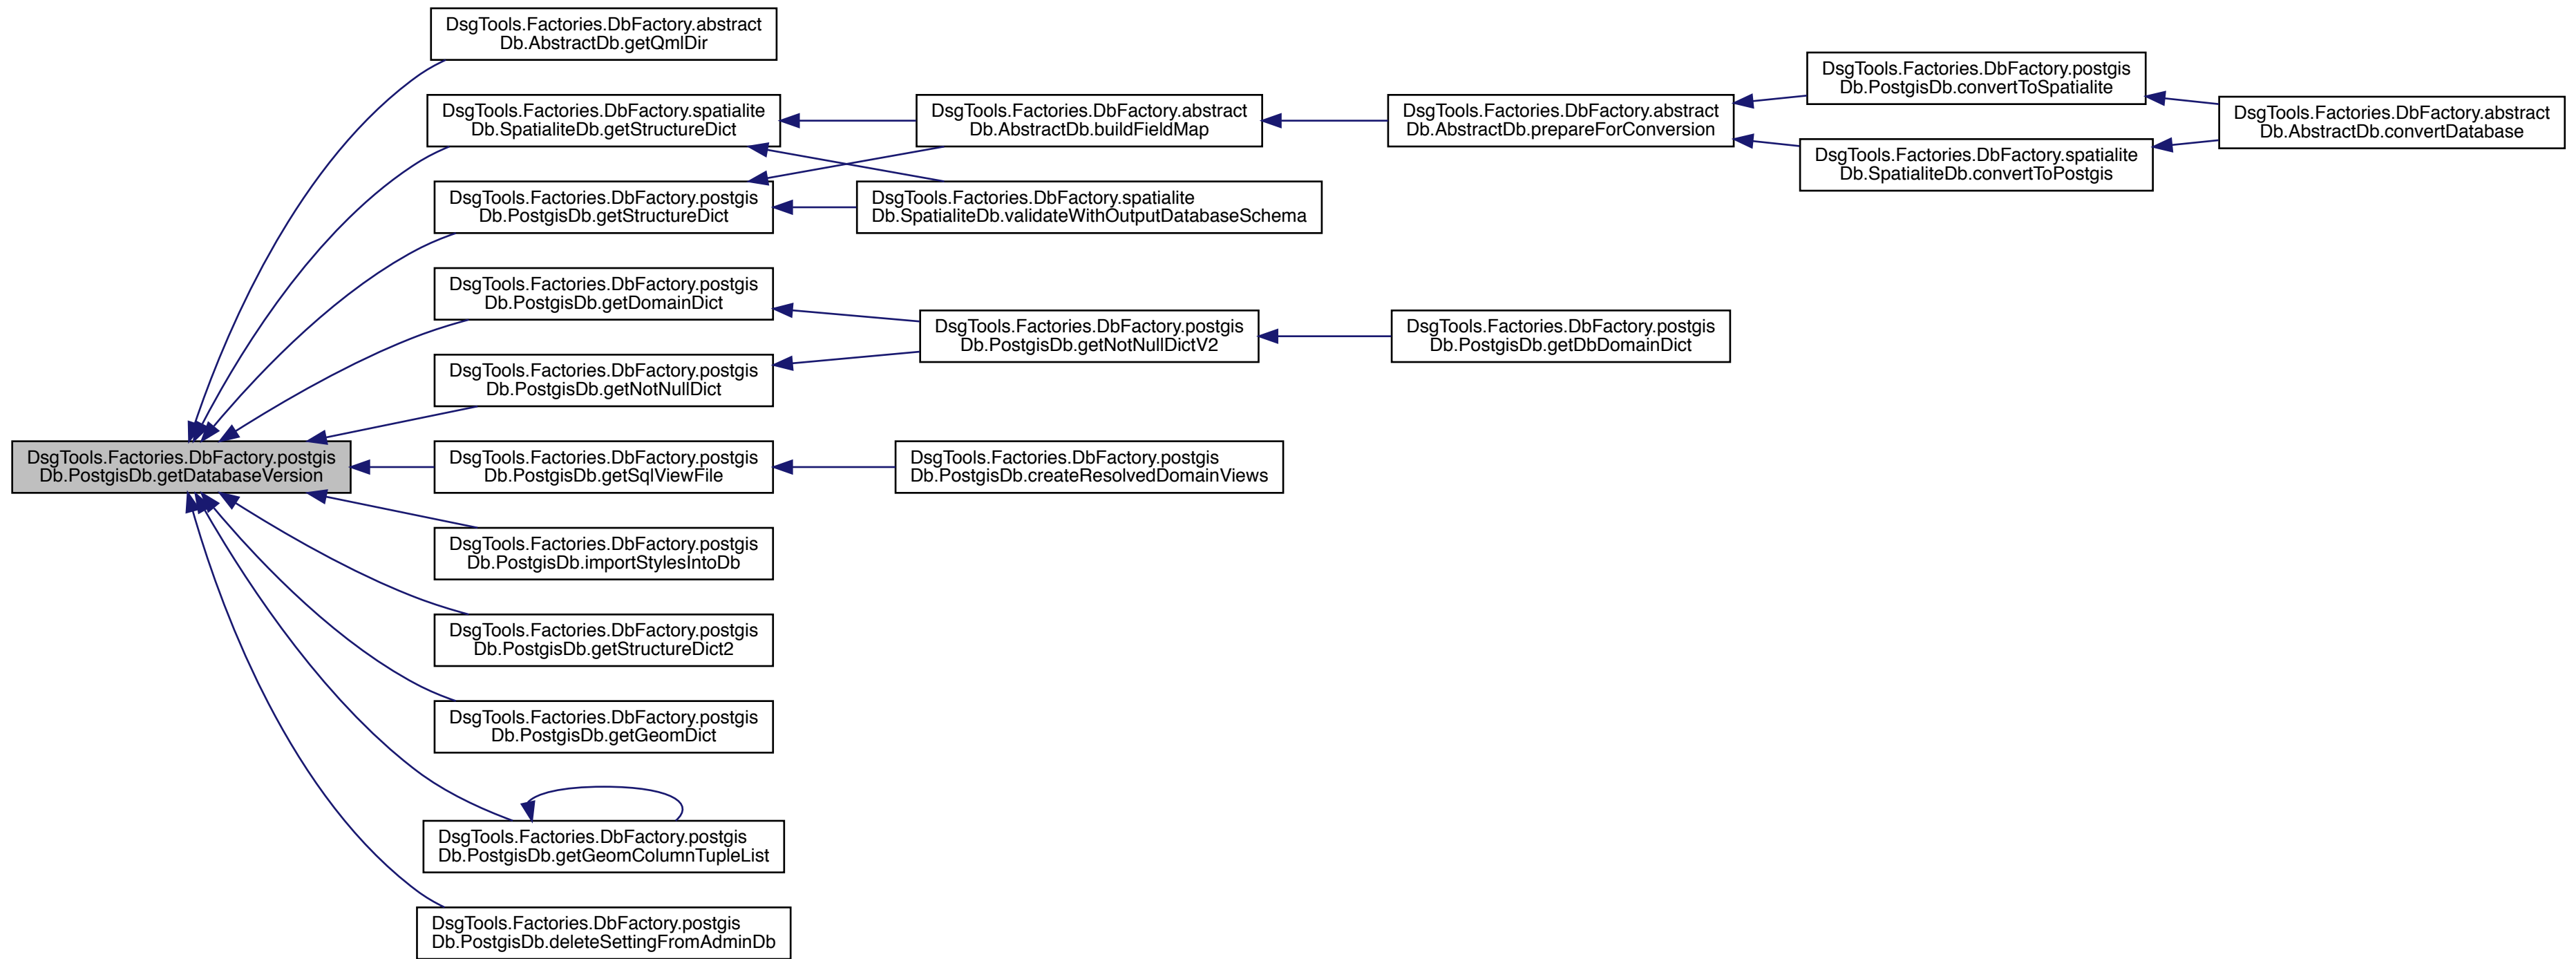 DsgTools.Factories.DbFactory.abstract
Db.AbstractDb.getQmlDir
DsgTools.Factories.DbFactory.spatialite
Db.SpatialiteDb.getStructureDict
DsgTools.Factories.DbFactory.abstract
Db.AbstractDb.buildFieldMap
DsgTools.Factories.DbFactory.abstract
Db.AbstractDb.prepareForConversion
DsgTools.Factories.DbFactory.postgis
Db.PostgisDb.convertToSpatialite
DsgTools.Factories.DbFactory.abstract
Db.AbstractDb.convertDatabase
DsgTools.Factories.DbFactory.spatialite
Db.SpatialiteDb.convertToPostgis
DsgTools.Factories.DbFactory.postgis
Db.PostgisDb.getStructureDict
DsgTools.Factories.DbFactory.spatialite
Db.SpatialiteDb.validateWithOutputDatabaseSchema
DsgTools.Factories.DbFactory.postgis
Db.PostgisDb.getDomainDict
DsgTools.Factories.DbFactory.postgis
Db.PostgisDb.getNotNullDictV2
DsgTools.Factories.DbFactory.postgis
Db.PostgisDb.getDbDomainDict
DsgTools.Factories.DbFactory.postgis
Db.PostgisDb.getNotNullDict
DsgTools.Factories.DbFactory.postgis
Db.PostgisDb.getDatabaseVersion
DsgTools.Factories.DbFactory.postgis
Db.PostgisDb.getSqlViewFile
DsgTools.Factories.DbFactory.postgis
Db.PostgisDb.createResolvedDomainViews
DsgTools.Factories.DbFactory.postgis
Db.PostgisDb.importStylesIntoDb
DsgTools.Factories.DbFactory.postgis
Db.PostgisDb.getStructureDict2
DsgTools.Factories.DbFactory.postgis
Db.PostgisDb.getGeomDict
DsgTools.Factories.DbFactory.postgis
Db.PostgisDb.getGeomColumnTupleList
DsgTools.Factories.DbFactory.postgis
Db.PostgisDb.deleteSettingFromAdminDb